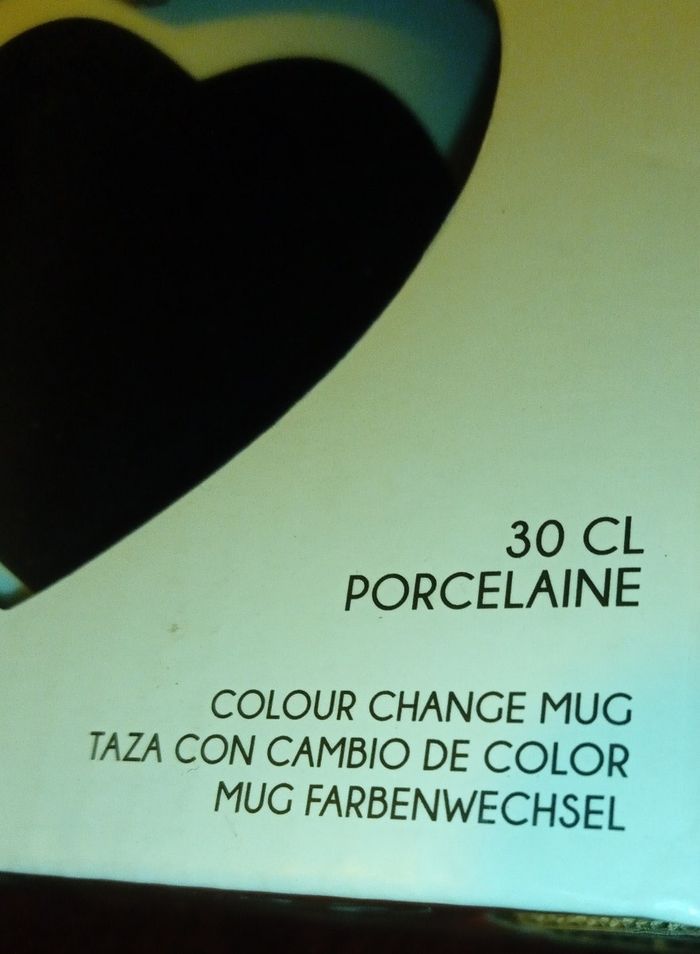 30 CL
PORCELAINE
COLOUR CHANGE MUG
TAZA CON CAMBIO DE COLOR
MUG FARBENWECHSEL